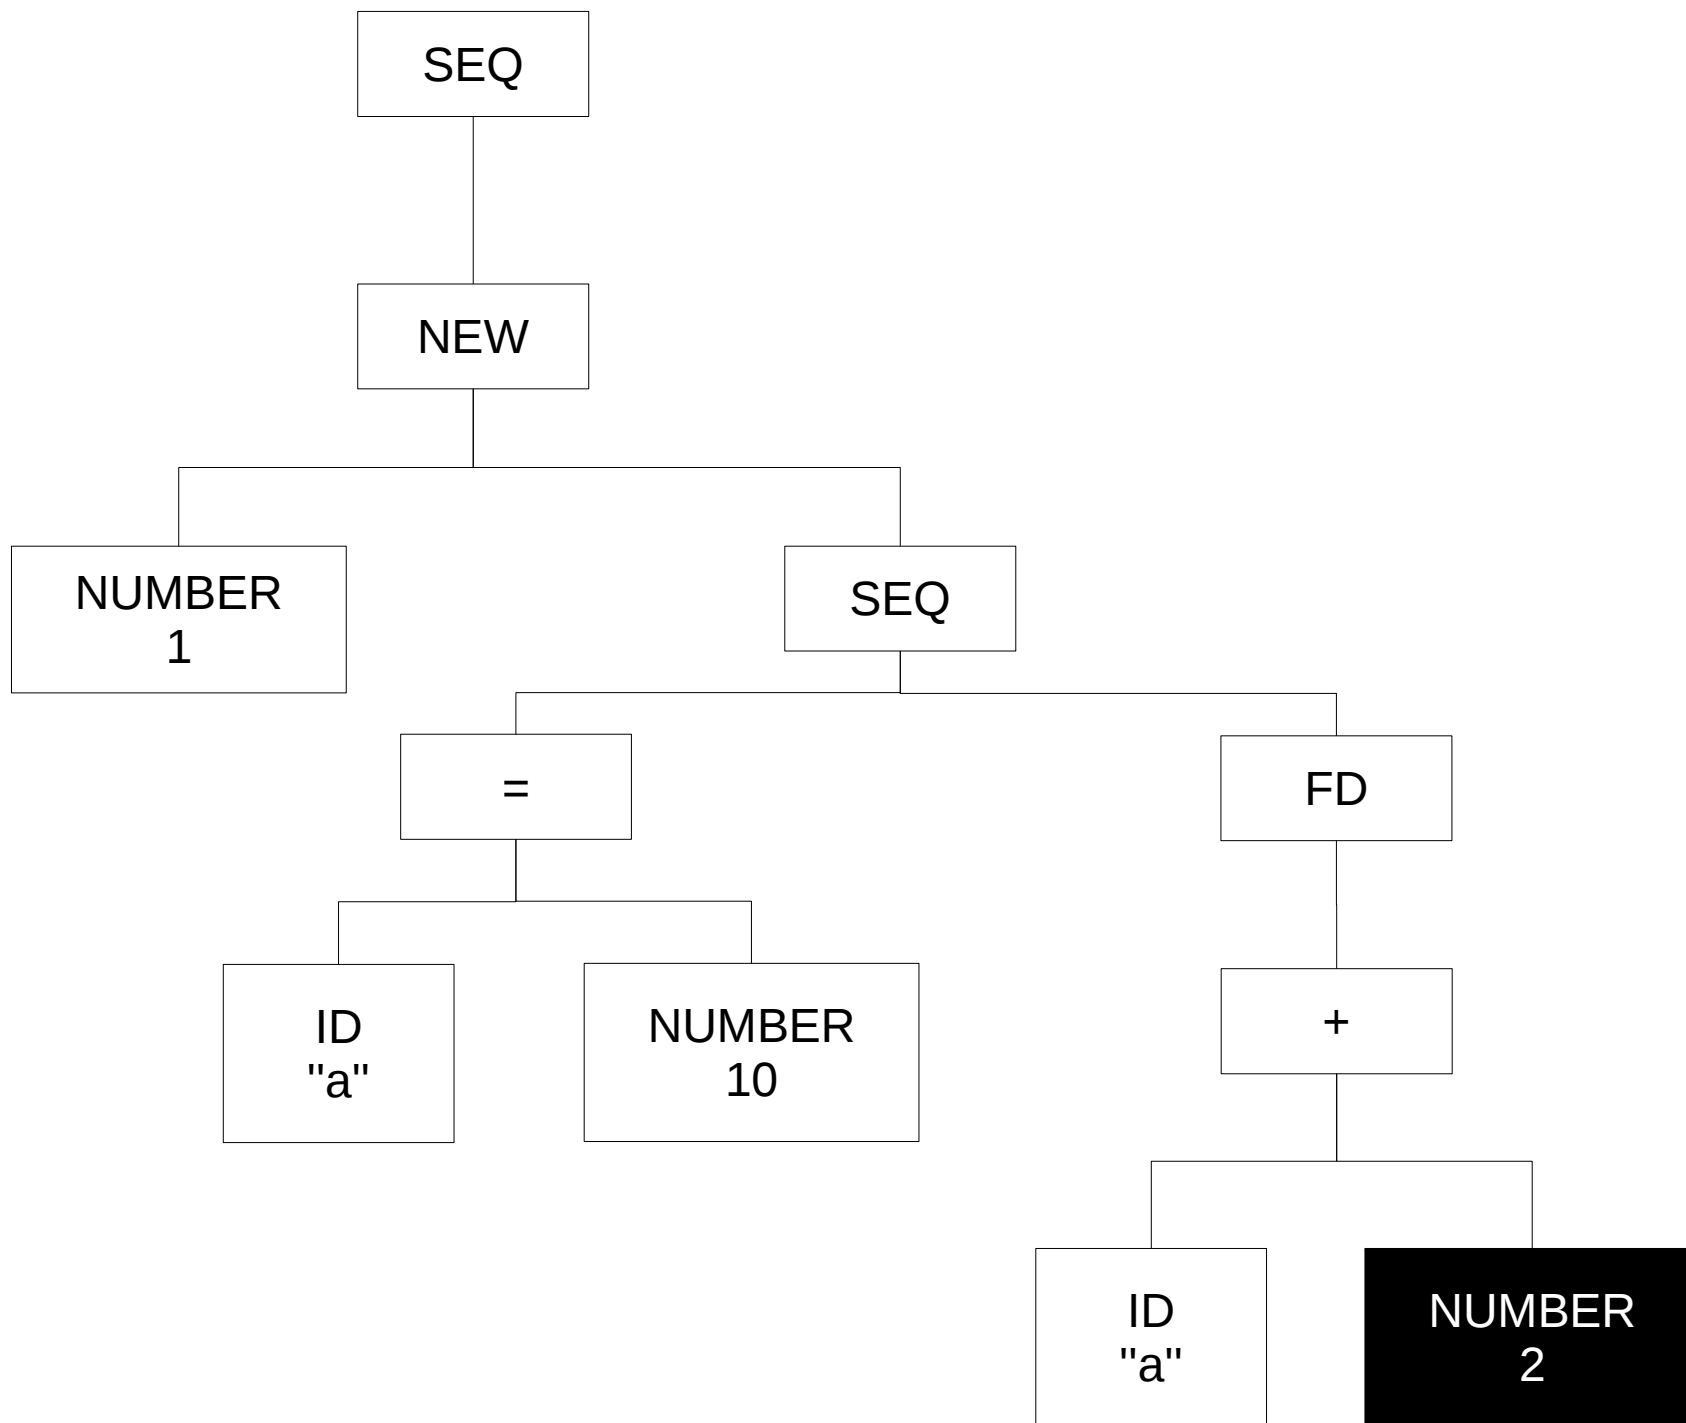 SEQ
NEW
NUMBER
1
SEQ
=
FD
ID
"a"
NUMBER
10
+
ID
"a"
NUMBER
2